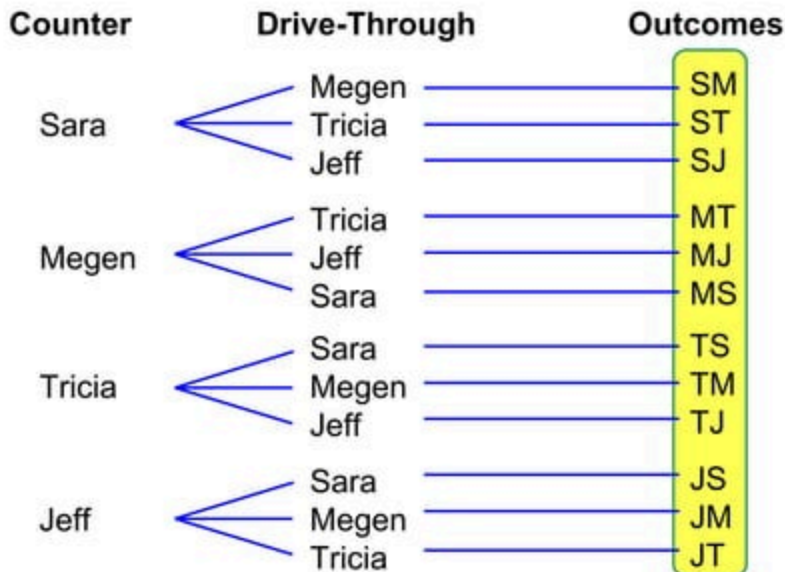 Counter Drive-Through Outcomes
Megen SM
Sara Tricia ST
Jeff SJ
Tricia MT
Megen Jeff MJ
Sara MS
Sara TS
Tricia Megen TM
Jeff TJ
Sara JS
Jeff Megen JM
Tricia JT